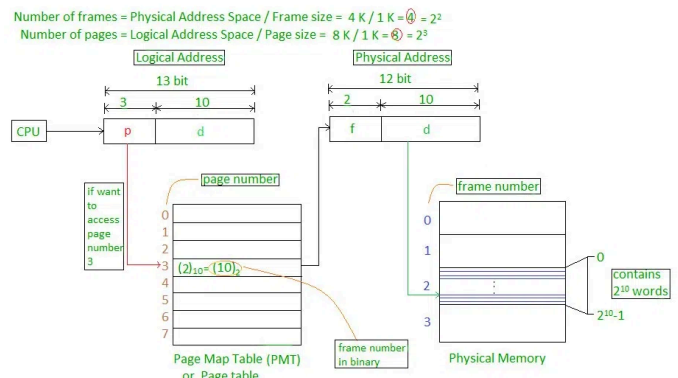 Number of frames = Physical Address Space / Frame size = 4 K / 1 K = 4 = 2²
Number of pages = Logical Address Space / Page size = 8 K / 1 K = 8 = 2³
Logical Address
Physical Address
13 bit
12 bit
3
10
2
10
CPU
p
d
f
d
if want
to
access
page
number
3
page number
frame number
0
1
2
3
4
5
6
7
(2)₁₀= (10)₂
0
1
2
3
⋮
0
contains
2¹⁰ words
2¹⁰-1
frame number
in binary
Page Map Table (PMT)
or Page table
Physical Memory